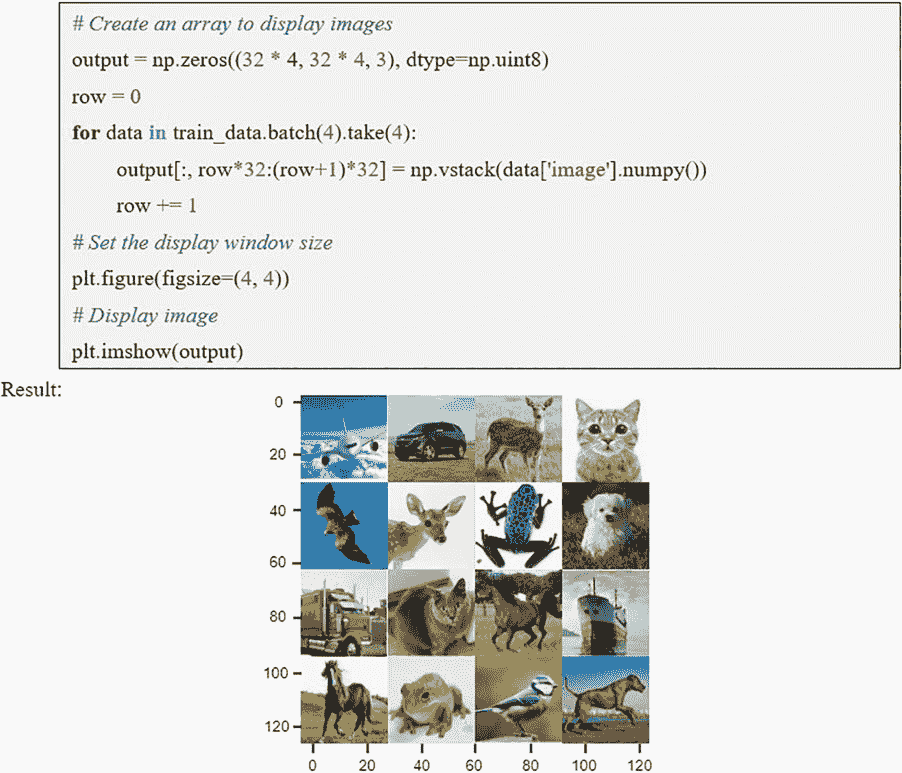 # Create an array to display images
output = np.zeros((32 * 4, 32 * 4, 3), dtype=np.uint8)
row = 0
for data in train_data.batch(4).take(4):
output[:, row*32:(row+1)*32] = np.vstack(data['image'].numpy())
row += 1
# Set the display window size
plt.figure(figsize=(4, 4))
# Display image
plt.imshow(output)
Result:
0
20
40
60
80
100
120
0 20 40 60 80 100 120